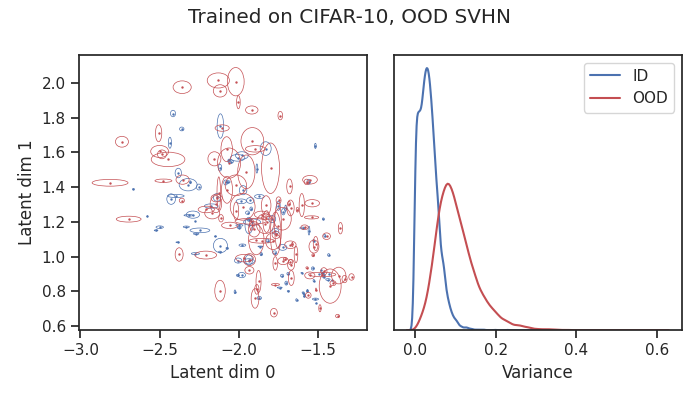 Trained on CIFAR-10, OOD SVHN
Latent dim 1
2.0
1.8
1.6
1.4
1.2
1.0
0.8
0.6
−3.0 −2.5 −2.0 −1.5
Latent dim 0
ID
OOD
0.0 0.2 0.4 0.6
Variance